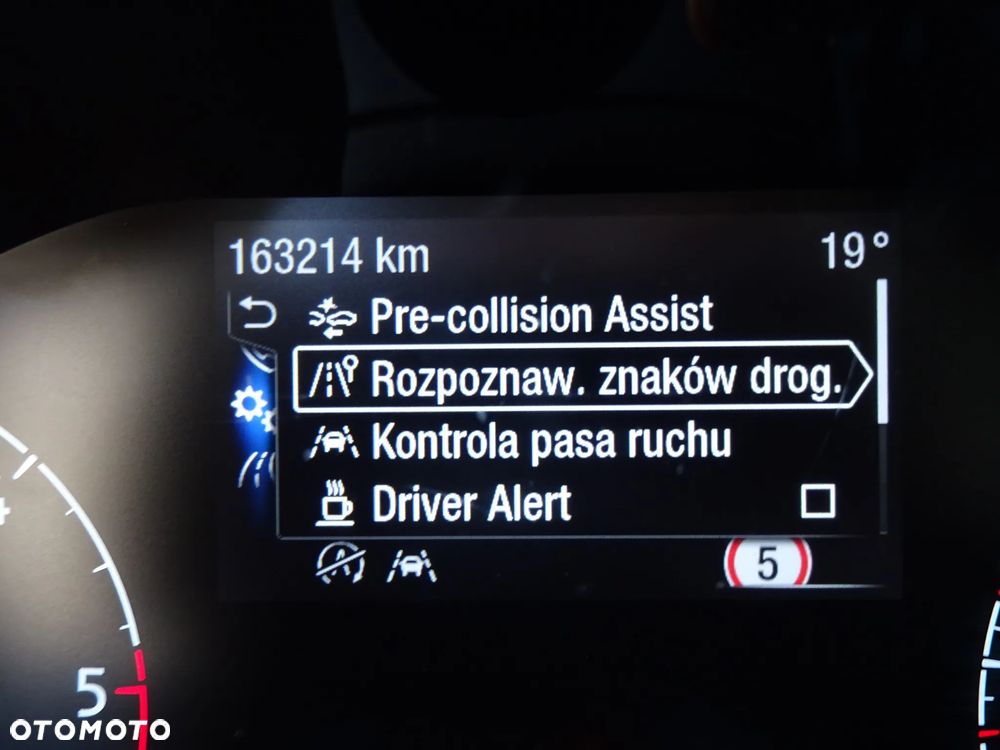 163214 km 19°
Pre-collision Assist
Rozpoznaw. znaków drog.
Kontrola pasa ruchu
Driver Alert
A
5
5
OTOMOTO